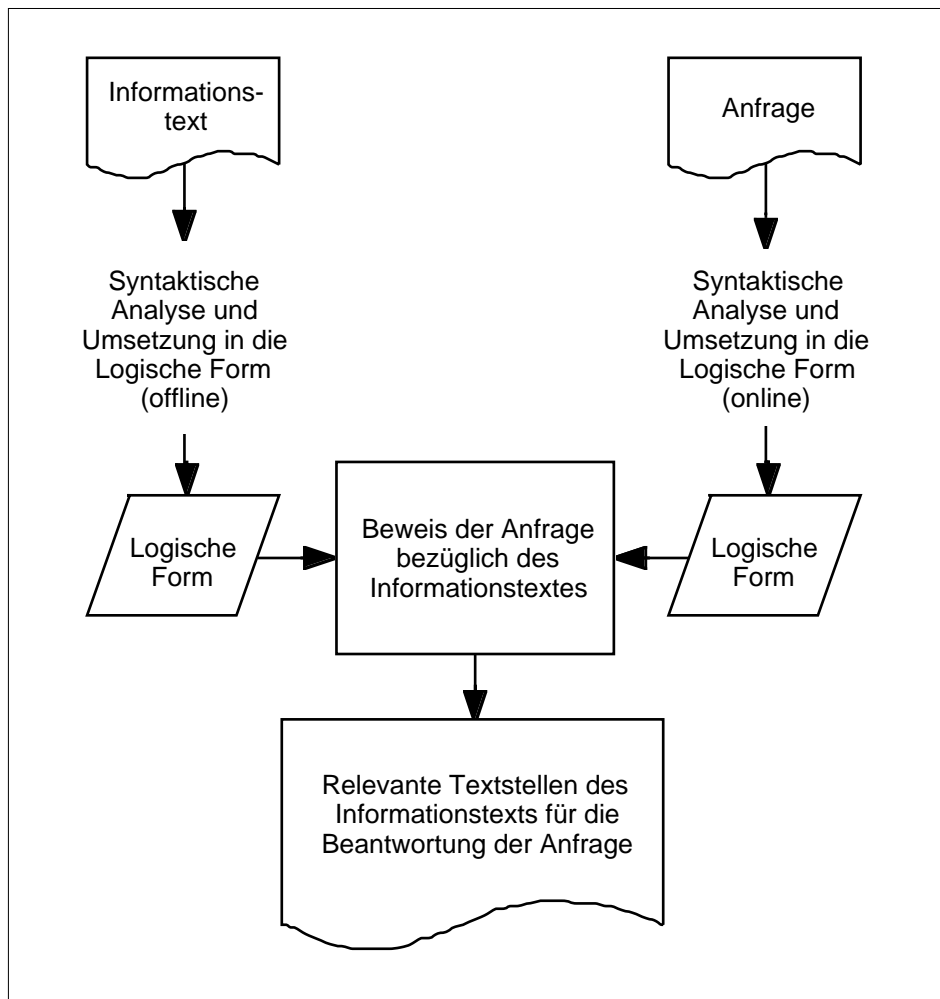 Informations-
text
Anfrage
Syntaktische
Analyse und
Umsetzung in die
Logische Form
(offline)
Syntaktische
Analyse und
Umsetzung in die
Logische Form
(online)
Logische
Form
Beweis der Anfrage
bezüglich des
Informationstextes
Logische
Form
Relevante Textstellen des
Informationstexts für die
Beantwortung der Anfrage